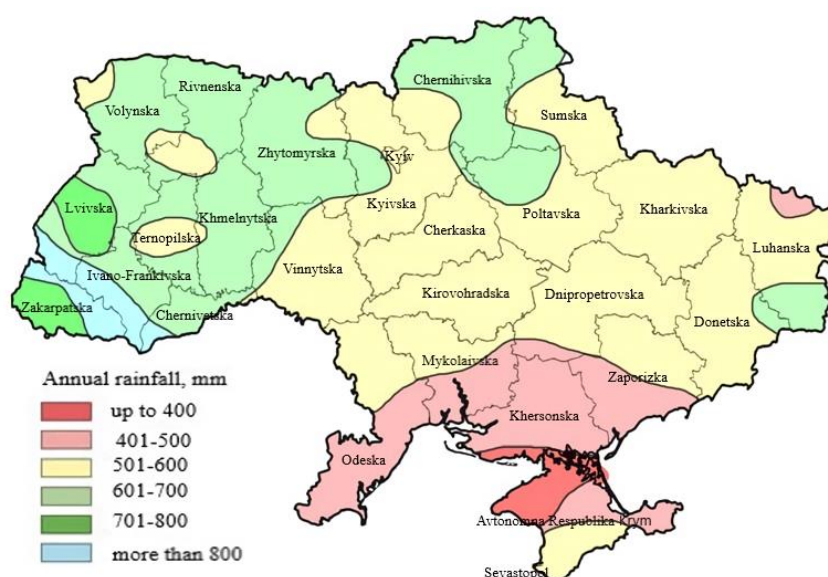 Chernihivska
Rivnenska
Volynska
Sumska
Zhytomyrska
Kyiv
Lvivska
Kyivska
Khmelnytska
Poltavska
Kharkivska
Cherkaska
Ternopilska
Luhanska
Vinnytska
Ivano-Frankivska
Kirovohradska
Dnipropetrovska
Zakarpatska
Chernivetska
Donetska
Mykolaivska
Zaporizka
Khersonska
Odeska
Avtonomna Respublika Krym
Sevastopol
Annual rainfall, mm
up to 400
401-500
501-600
601-700
701-800
more than 800